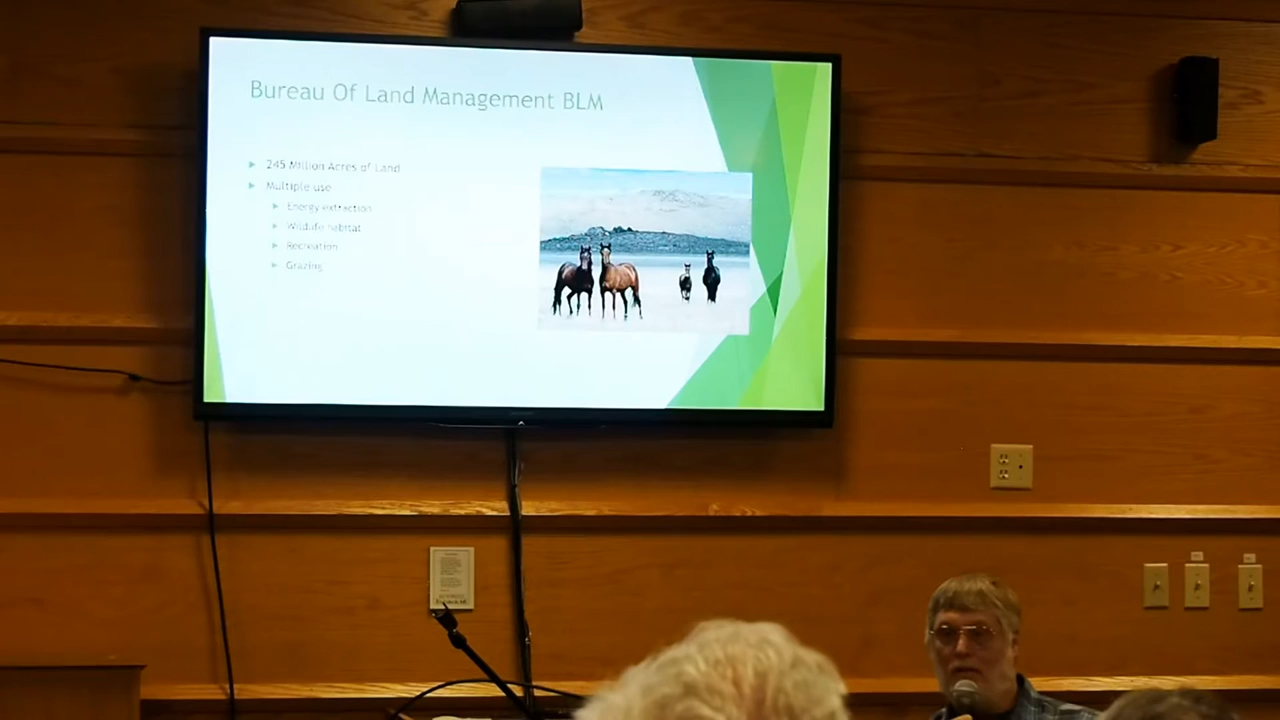 Bureau Of Land Management BLM
245 Million Acres of Land
Multiple use
Energy extraction
Wildlife habitat
Recreation
Grazing